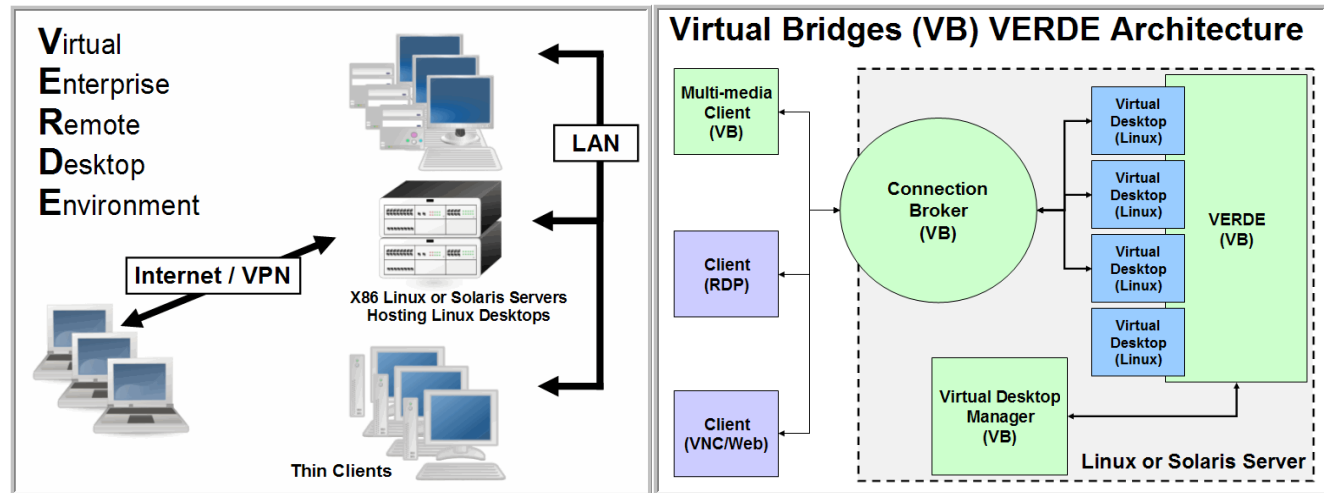 Virtual
Enterprise
Remote
Desktop
Environment
LAN
Internet / VPN
X86 Linux or Solaris Servers
Hosting Linux Desktops
Thin Clients
Virtual Bridges (VB) VERDE Architecture
Multi-media
Client
(VB)
Client
(RDP)
Client
(VNC/Web)
Connection
Broker
(VB)
Virtual
Desktop
(Linux)
Virtual
Desktop
(Linux)
Virtual
Desktop
(Linux)
Virtual
Desktop
(Linux)
VERDE
(VB)
Virtual Desktop
Manager
(VB)
Linux or Solaris Server